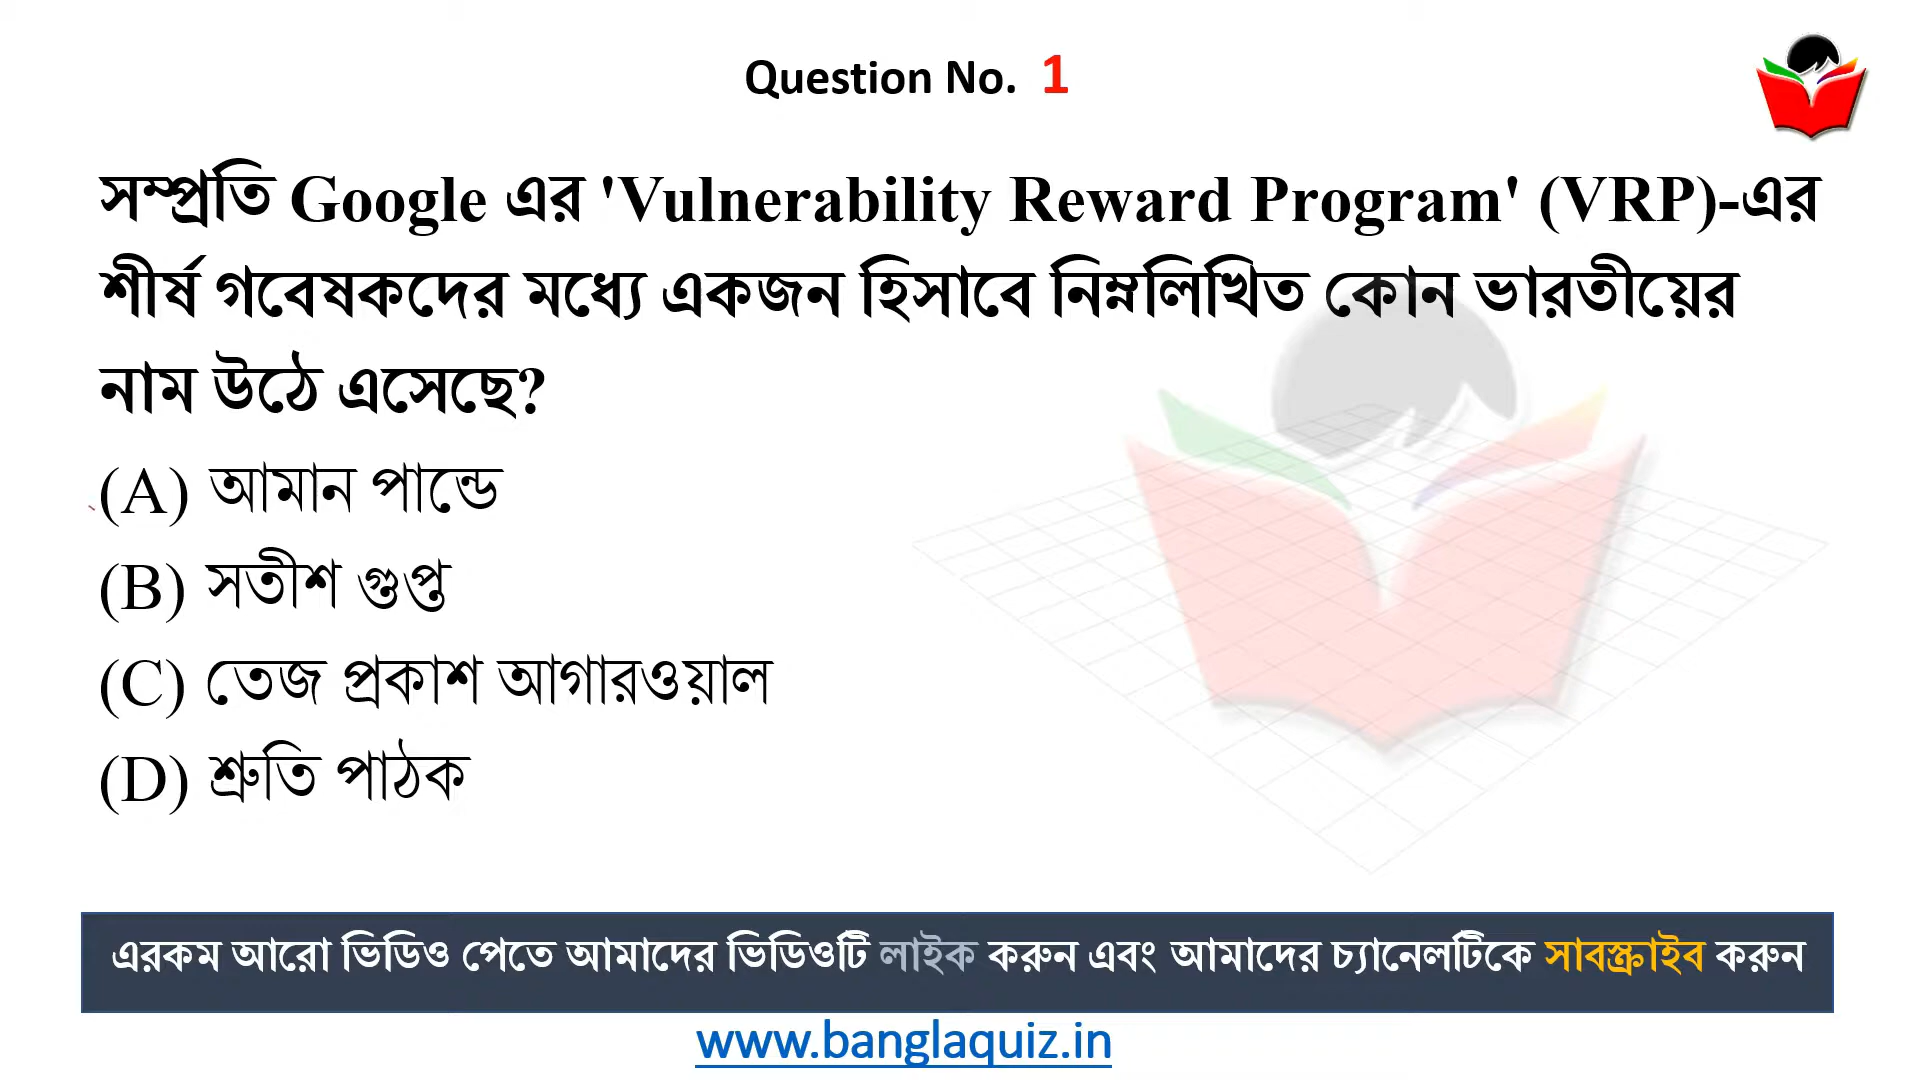 Question No. 1
সম্প্রতি Google এর 'Vulnerability Reward Program' (VRP)-এর
শীর্ষ গবেষকদের মধ্যে একজন হিসাবে নিম্নলিখিত কোন ভারতীয়ের
নাম উঠে এসেছে?
(A) আমান পান্ডে
(B) সতীশ গুপ্ত
(C) তেজ প্রকাশ আগারওয়াল
(D) শ্রুতি পাঠক
এরকম আরো ভিডিও পেতে আমাদের ভিডিওটি লাইক করুন এবং আমাদের চ্যানেলটিকে সাবস্ক্রাইব করুন
www.banglaquiz.in